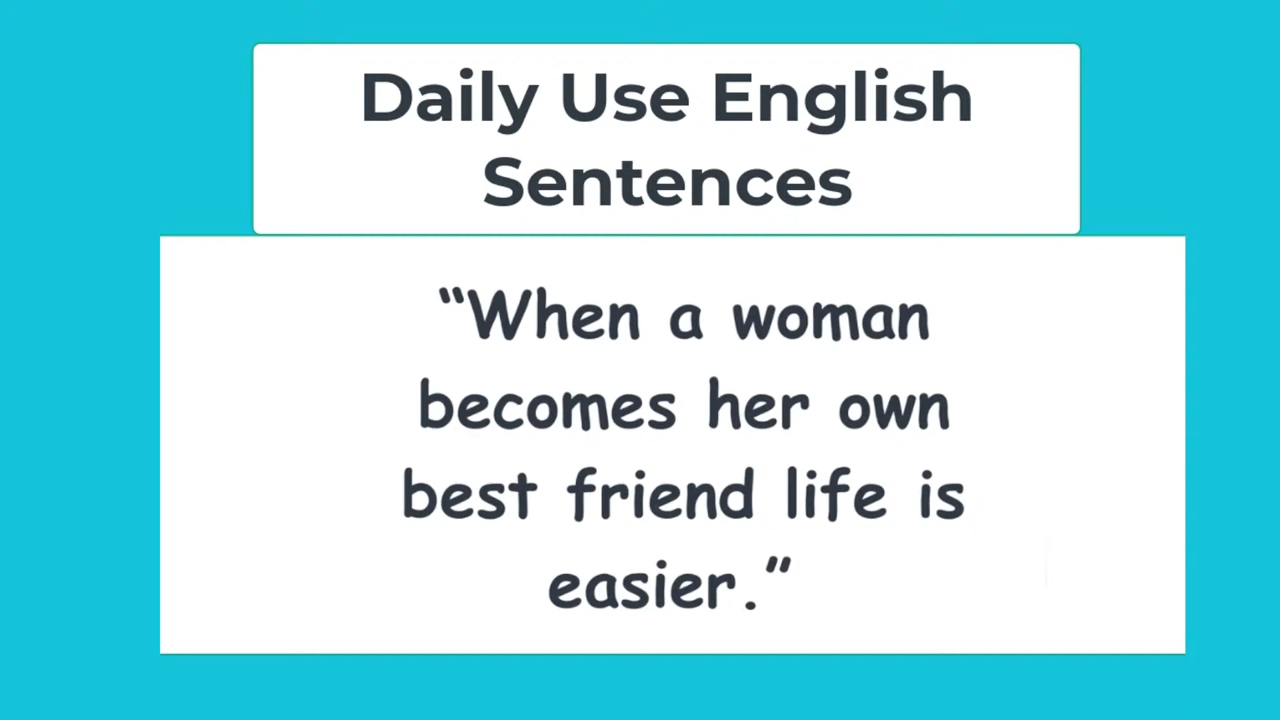 Daily Use English
Sentences
“When a woman
becomes her own
best friend life is
easier.”